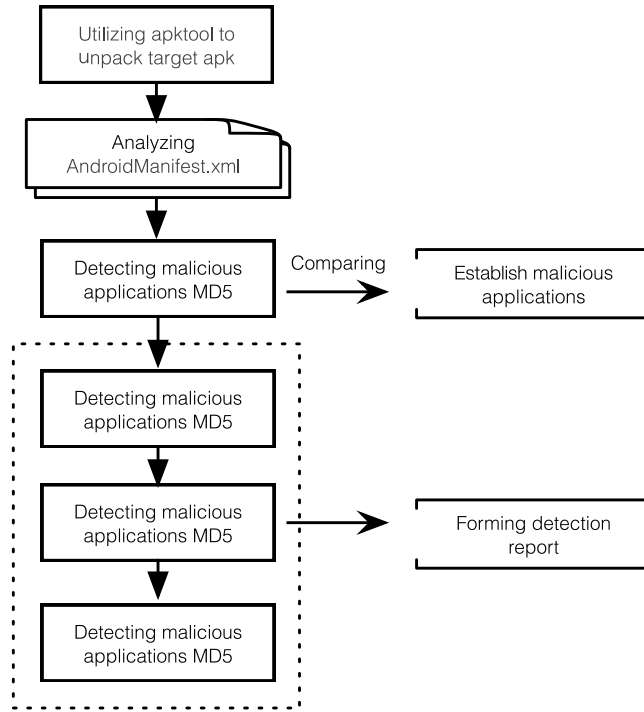 Utilizing apktool to
unpack target apk
Analyzing
AndroidManifest.xml
Detecting malicious
applications MD5
Comparing
Establish malicious
applications
Detecting malicious
applications MD5
Detecting malicious
applications MD5
Forming detection
report
Detecting malicious
applications MD5